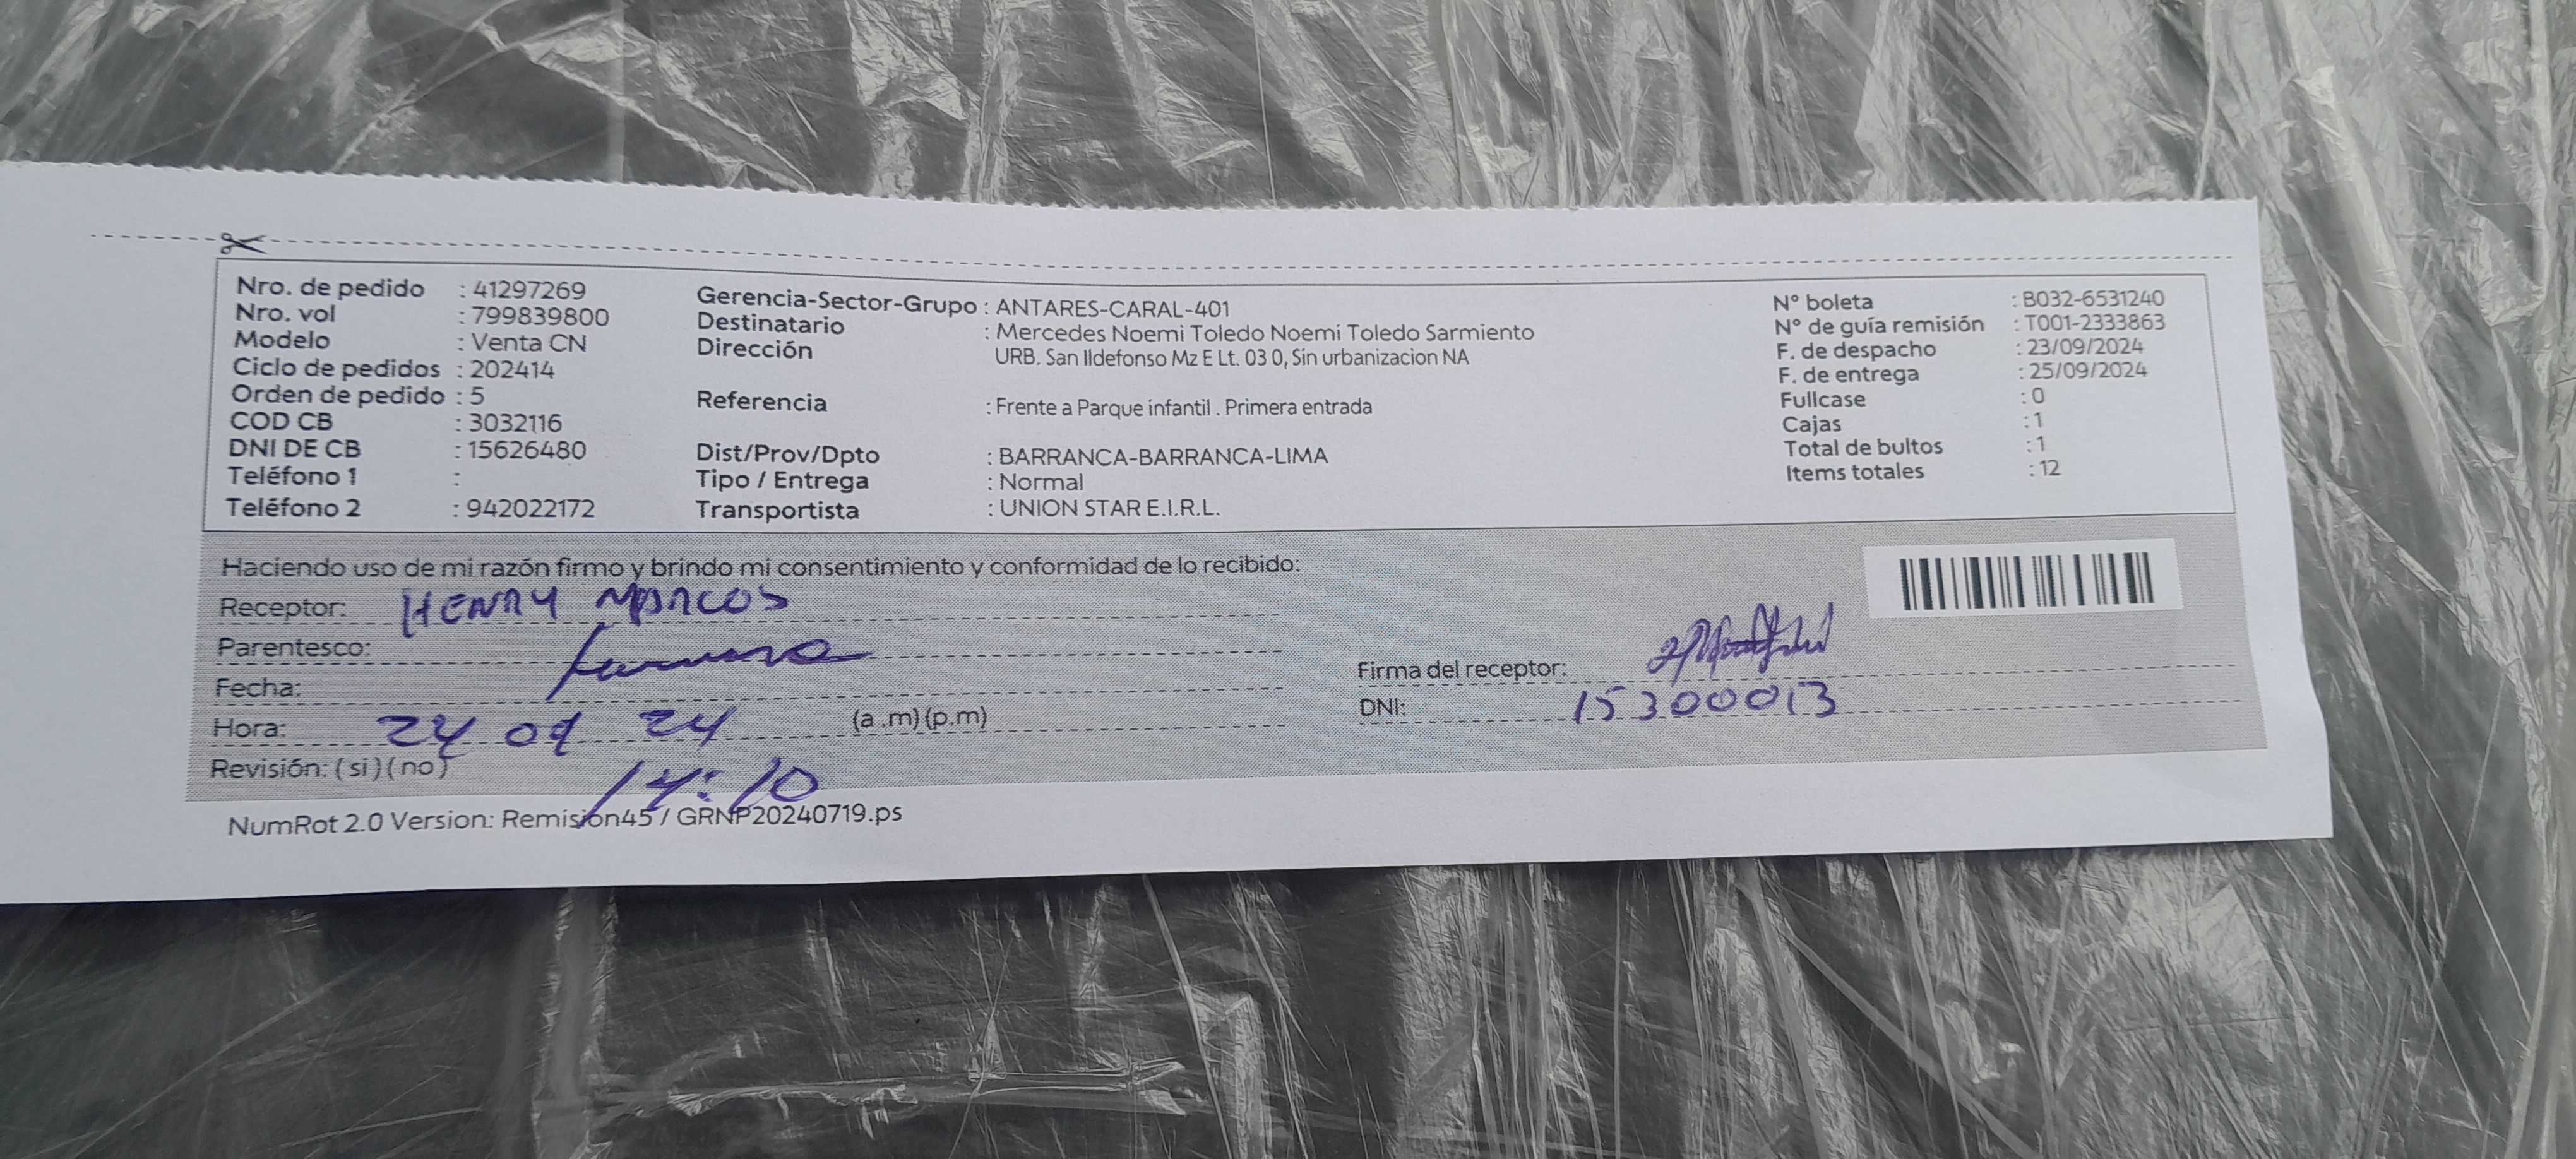 Nro. de pedido : 41297269
Nro. vol : 799839800
Modelo : Venta CN
Ciclo de pedidos : 202414
Orden de pedido : 5
COD CB : 3032116
DNI DE CB : 15626480
Teléfono 1 :
Teléfono 2 : 942022172
Gerencia-Sector-Grupo : ANTARES-CARAL-401
Destinatario : Mercedes Noemi Toledo Noemi Toledo Sarmiento
Dirección URB. San Ildefonso Mz E Lt. 03 0, Sin urbanizacion NA
Referencia : Frente a Parque infantil . Primera entrada
Dist/Prov/Dpto : BARRANCA-BARRANCA-LIMA
Tipo / Entrega : Normal
Transportista : UNION STAR E.I.R.L.
N° boleta : B032-6531240
N° de guía remisión : T001-2333863
F. de despacho : 23/09/2024
F. de entrega : 25/09/2024
Fullcase : 0
Cajas : 1
Total de bultos : 1
Items totales : 12
Haciendo uso de mi razón firmo y brindo mi consentimiento y conformidad de lo recibido:
Receptor: HENRY MARCOS
Parentesco:
Fecha:
Hora: 24 09 24 (a .m) (p.m)
Revisión: ( si ) ( no ) 14:10
Firma del receptor:
DNI: 15300013
NumRot 2.0 Version: Remision45 / GRNP20240719.ps